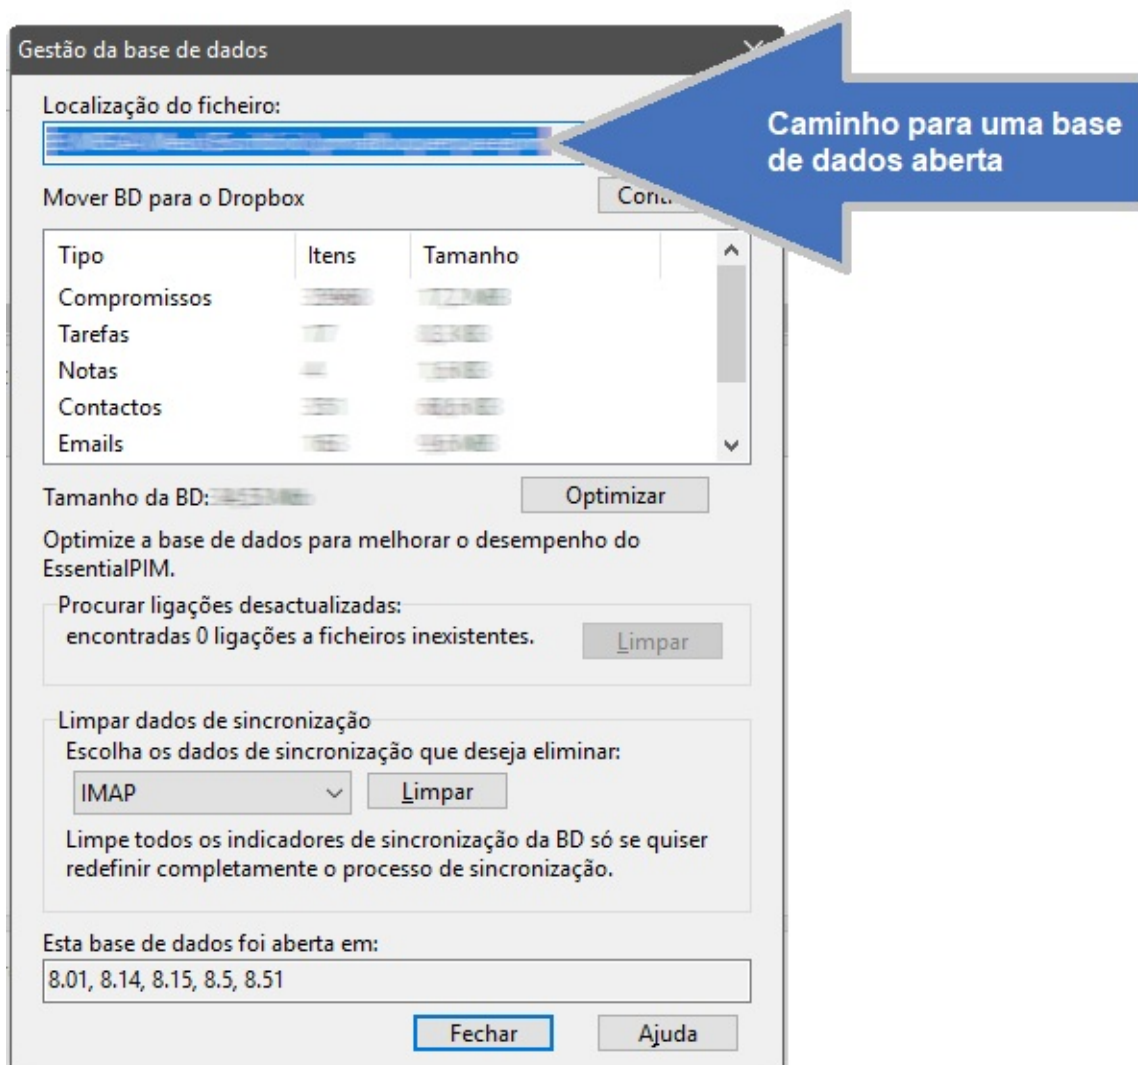 Gestão da base de dados
Localização do ficheiro:
Caminho para uma base
de dados aberta
Mover BD para o Dropbox
Tipo Itens Tamanho
Compromissos
Tarefas
Notas
Contactos
Emails
Tamanho da BD:
Optimizar
Optimize a base de dados para melhorar o desempenho do
EssentialPIM.
Procurar ligações desactualizadas:
encontradas 0 ligações a ficheiros inexistentes.
Limpar
Limpar dados de sincronização
Escolha os dados de sincronização que deseja eliminar:
IMAP
Limpar
Limpe todos os indicadores de sincronização da BD só se quiser
redefinir completamente o processo de sincronização.
Esta base de dados foi aberta em:
8.01, 8.14, 8.15, 8.5, 8.51
Fechar
Ajuda